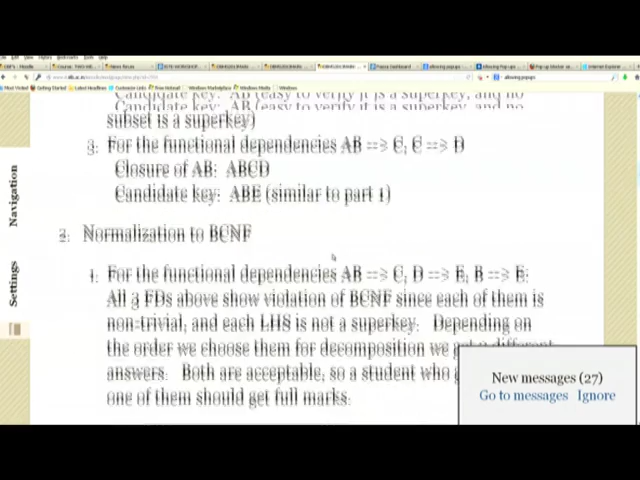 Candidate key: AB (easy to verify it is a superkey, and no
subset is a superkey)
3. For the functional dependencies AB --> C, C --> D
Closure of AB: ABCD
Candidate key: ABE (similar to part 1)
2. Normalization to BCNF
1. For the functional dependencies AB --> C, D --> E, B --> E:
All 3 FDs above show violation of BCNF since each of them is
non-trivial, and each LHS is not a superkey. Depending on
the order we choose them for decomposition we get 2 different
answers. Both are acceptable, so a student who
one of them should get full marks.
Navigation
Settings
New messages (27)
Go to messages Ignore